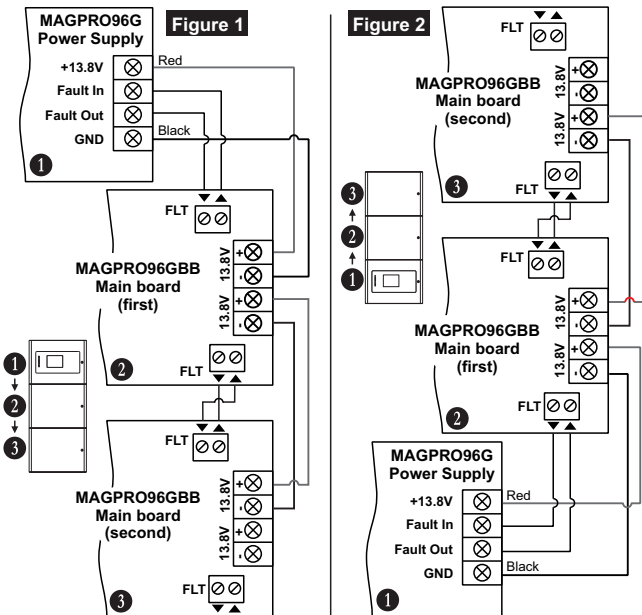 Figure 1
MAGPRO96G
Power Supply
+13.8V
Red
Fault In
Fault Out
GND
Black
1
FLT
13.8V
+
-
13.8V
+
-
MAGPRO96GBB
Main board
(first)
FLT
2
1
2
3
FLT
13.8V
+
-
13.8V
+
-
MAGPRO96GBB
Main board
(second)
FLT
3
Figure 2
FLT
MAGPRO96GBB
Main board
(second)
13.8V
+
-
13.8V
+
-
3
FLT
3
2
1
FLT
13.8V
+
-
13.8V
+
-
MAGPRO96GBB
Main board
(first)
2
FLT
MAGPRO96G
Power Supply
+13.8V
Red
Fault In
Fault Out
GND
Black
1